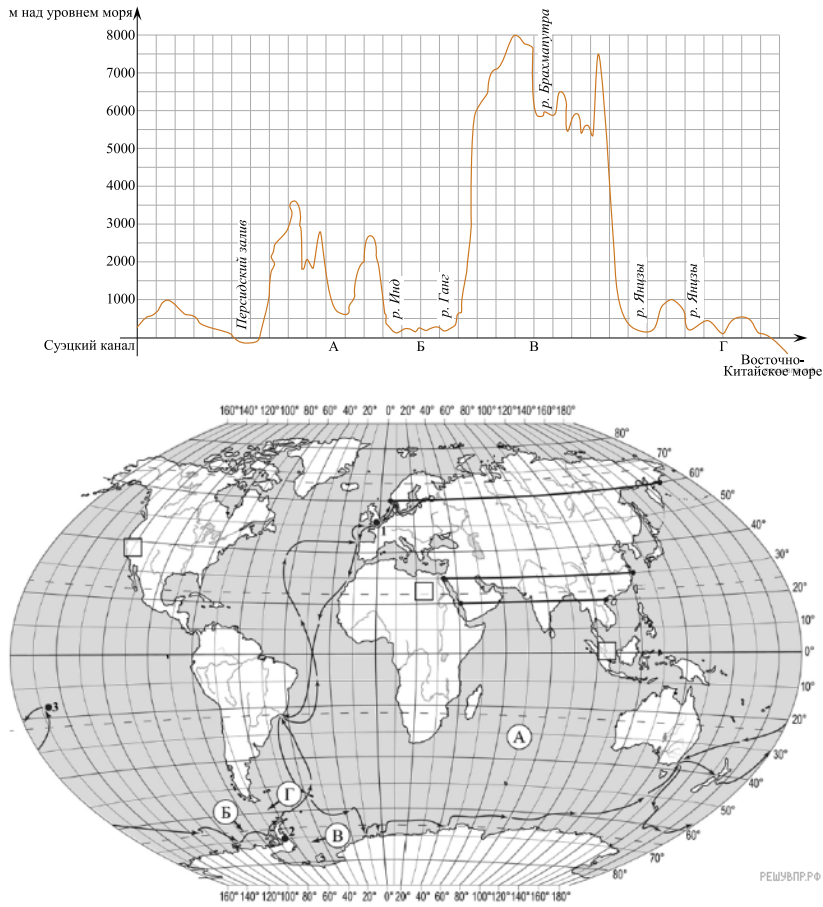 м над уровнем моря
8000
7000
6000
5000
4000
3000
2000
1000
Суэцкий канал
Персидский залив
р. Инд
р. Ганг
р. Брахмапутра
р. Янцзы
р. Янцзы
А Б В Г
Восточно-
Китайское море
160° 140° 120° 100° 80° 60° 40° 20° 0° 20° 40° 60° 80° 100° 120° 140° 160° 180°
80°
70°
60°
50°
40°
30°
20°
0°
10°
20°
30°
40°
50°
60°
70°
80°
1
3
1
А
Б
Г
В
2
160° 140° 120° 100° 80° 60° 40° 20° 0° 20° 40° 60° 80° 100° 120° 140° 160° 180°
РЕШУВПР.РФ